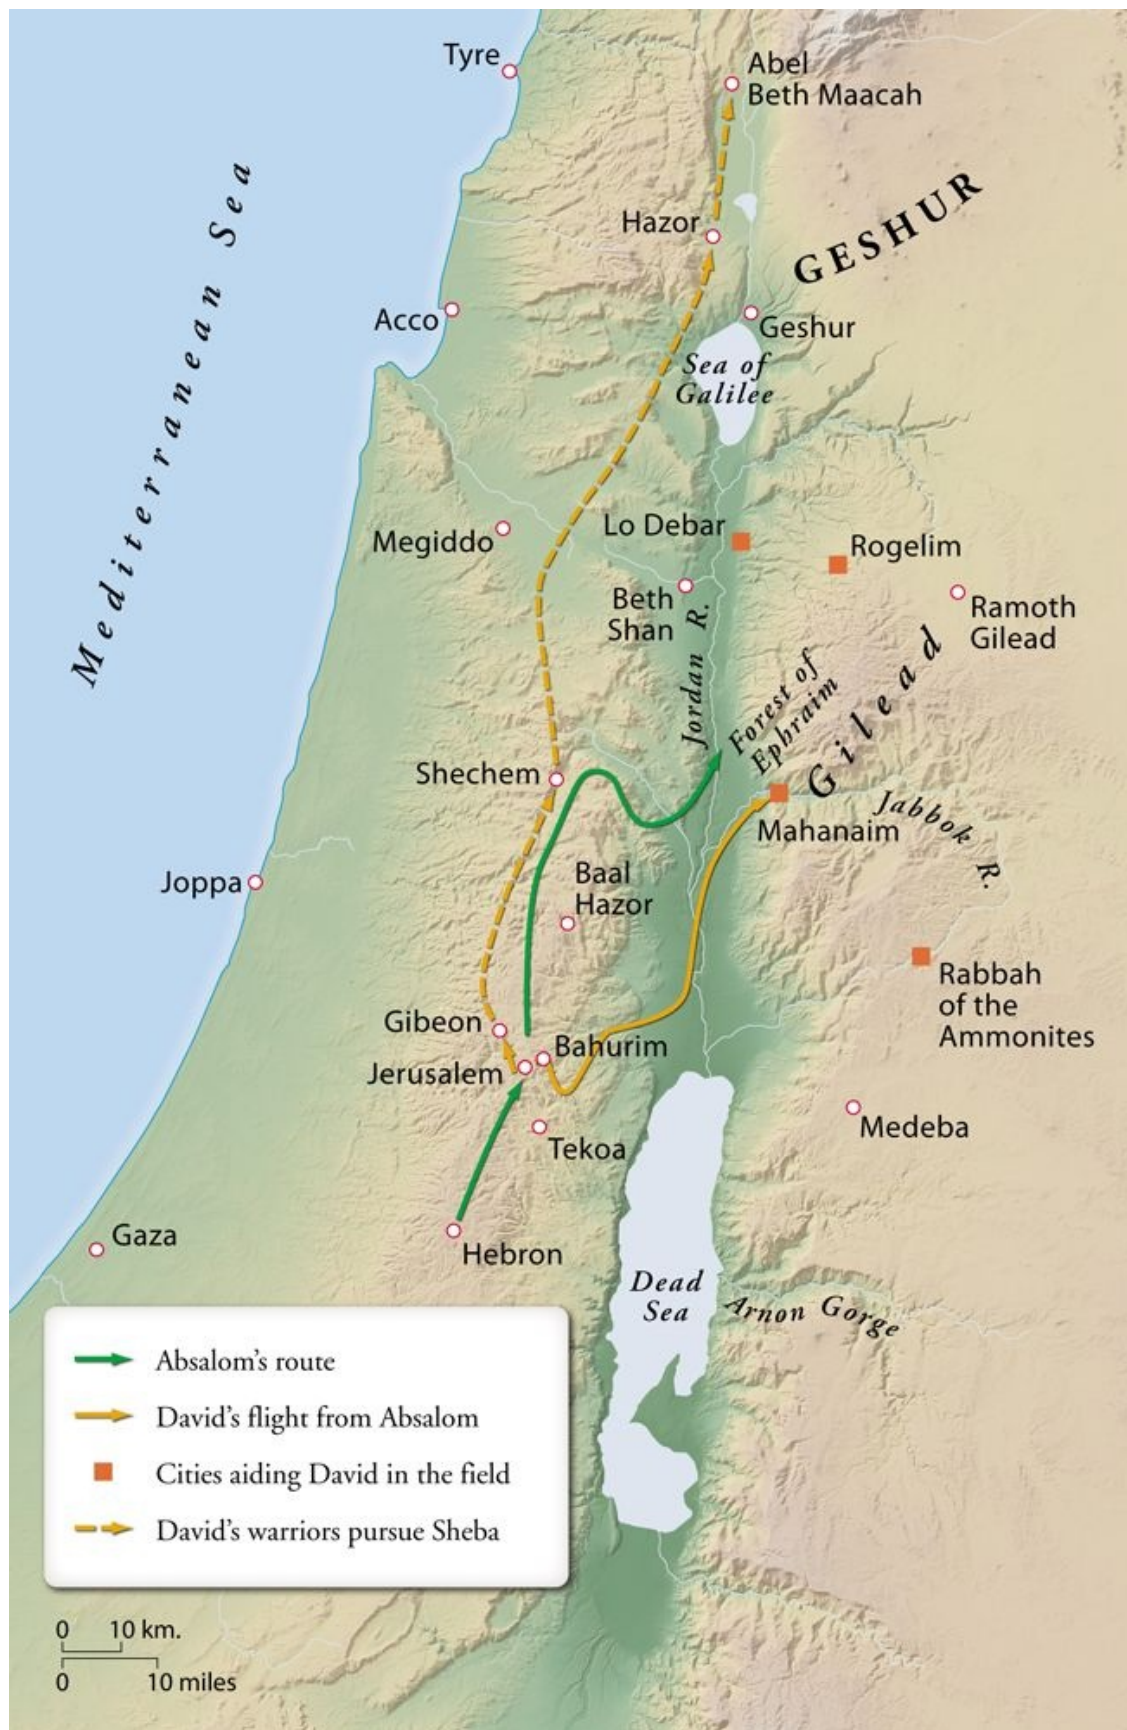 Tyre
Abel
Beth Maacah
Mediterranean Sea
Hazor
GESHUR
Acco
Geshur
Sea of
Galilee
Megiddo
Lo Debar
Rogelim
Beth
Shan
Jordan R.
Ramoth
Gilead
Forest of
Ephraim
Gilead
Shechem
Mahanaim
Jabbok R.
Joppa
Baal
Hazor
Rabbah
of the
Ammonites
Gibeon
Bahurim
Jerusalem
Medeba
Tekoa
Gaza
Hebron
Dead
Sea
Arnon Gorge
Absalom's route
David's flight from Absalom
Cities aiding David in the field
David's warriors pursue Sheba
0 10 km.
0 10 miles